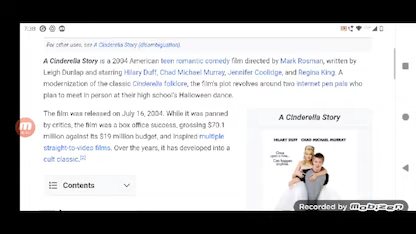 For other uses, see A Cinderella Story (disambiguation).
A Cinderella Story is a 2004 American teen romantic comedy film directed by Mark Rosman, written by
Leigh Dunlap and starring Hilary Duff, Chad Michael Murray, Jennifer Coolidge, and Regina King. A
modernization of the classic Cinderella folklore, the film's plot revolves around two Internet pen pals who
plan to meet in person at their high school's Halloween dance.
The film was released on July 16, 2004. While it was panned
by critics, the film was a box office success, grossing $70.1
million against its $19 million budget, and inspired multiple
straight-to-video films. Over the years, it has developed into a
cult classic.
Contents
A Cinderella Story
HILARY DUFF CHAD MICHAEL MURRAY
Once upon a time...
Can happen
Recorded by
MOBIZEN